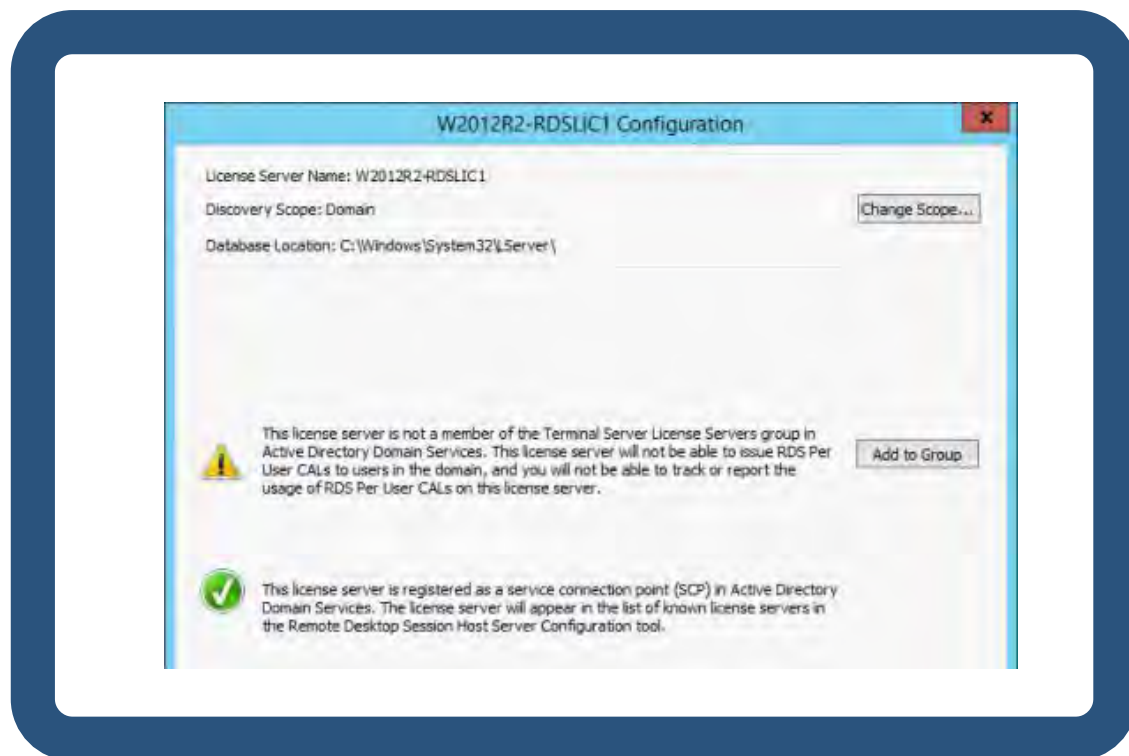 W2012R2-RDSLIC1 Configuration
x
License Server Name: W2012R2-RDSLIC1
Discovery Scope: Domain
Change Scope...
Database Location: C:\Windows\System32\LServer\
This license server is not a member of the Terminal Server License Servers group in
Active Directory Domain Services. This license server will not be able to issue RDS Per
User CALs to users in the domain, and you will not be able to track or report the
usage of RDS Per User CALs on this license server.
Add to Group
This license server is registered as a service connection point (SCP) in Active Directory
Domain Services. The license server will appear in the list of known license servers in
the Remote Desktop Session Host Server Configuration tool.